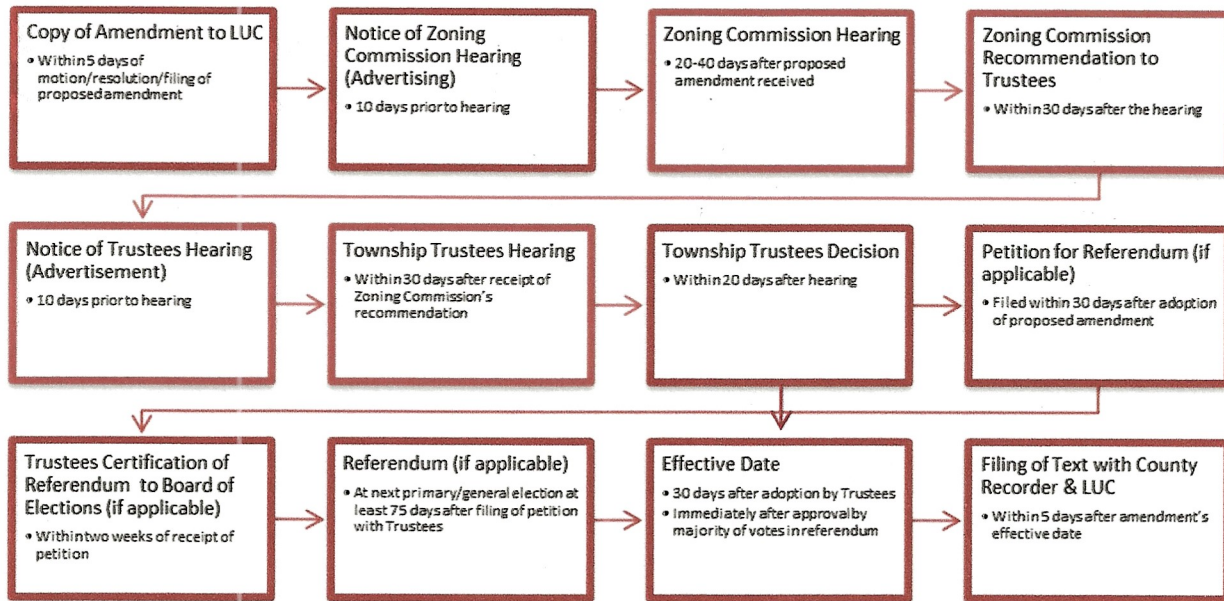 Copy of Amendment to LUC
• Within 5 days of
motion/resolution/filing of
proposed amendment
Notice of Zoning
Commission Hearing
(Advertising)
• 10 days prior to hearing
Zoning Commission Hearing
• 20-40 days after proposed
amendment received
Zoning Commission
Recommendation to
Trustees
• Within 30 days after the hearing
Notice of Trustees Hearing
(Advertisement)
• 10 days prior to hearing
Township Trustees Hearing
• Within 30 days after receipt of
Zoning Commission's
recommendation
Township Trustees Decision
• Within 20 days after hearing
Petition for Referendum (if
applicable)
• Filed within 30 days after adoption
of proposed amendment
Trustees Certification of
Referendum to Board of
Elections (if applicable)
• Within two weeks of receipt of
petition
Referendum (if applicable)
• At next primary/general election at
least 75 days after filing of petition
with Trustees
Effective Date
• 30 days after adoption by Trustees
• Immediately after approval by
majority of votes in referendum
Filing of Text with County
Recorder & LUC
• Within 5 days after amendment's
effective date